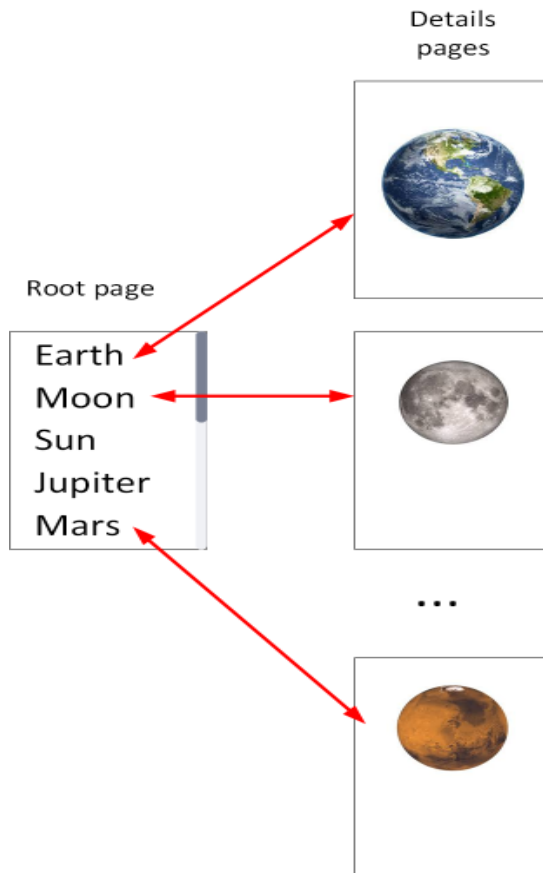 Details
pages
Root page
Earth
Moon
Sun
Jupiter
Mars
...